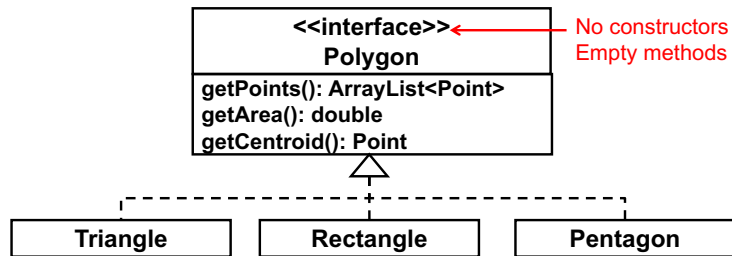 <<interface>>
Polygon
No constructors
Empty methods
getPoints(): ArrayList<Point>
getArea(): double
getCentroid(): Point
Triangle
Rectangle
Pentagon